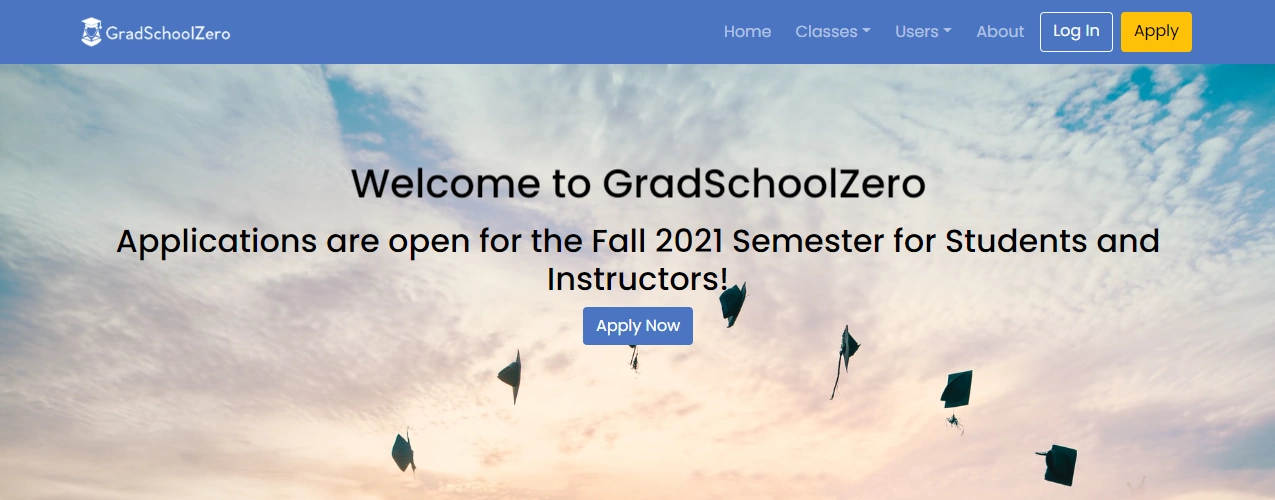 GradSchoolZero
Home Classes Users About Log In Apply
Welcome to GradSchoolZero
Applications are open for the Fall 2021 Semester for Students and
Instructors!
Apply Now